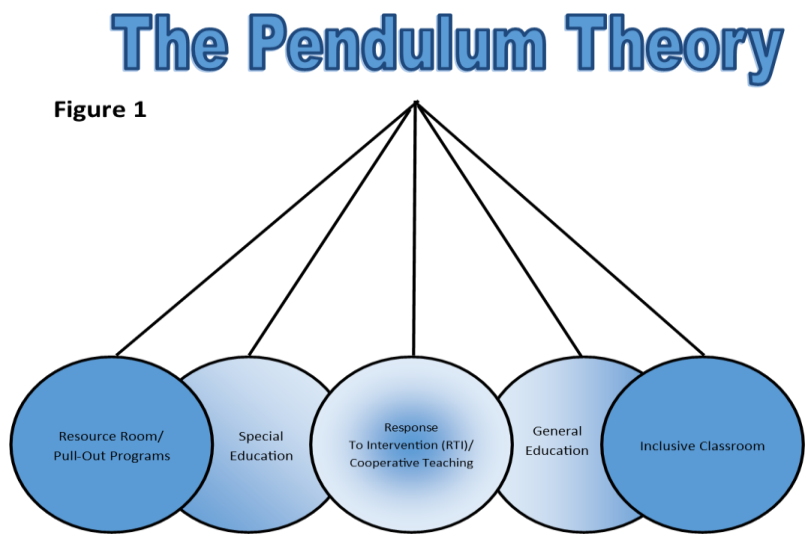 The Pendulum Theory
Figure 1
Resource Room/
Pull-Out Programs
Special
Education
Response
To Intervention (RTI)/
Cooperative Teaching
General
Education
Inclusive Classroom